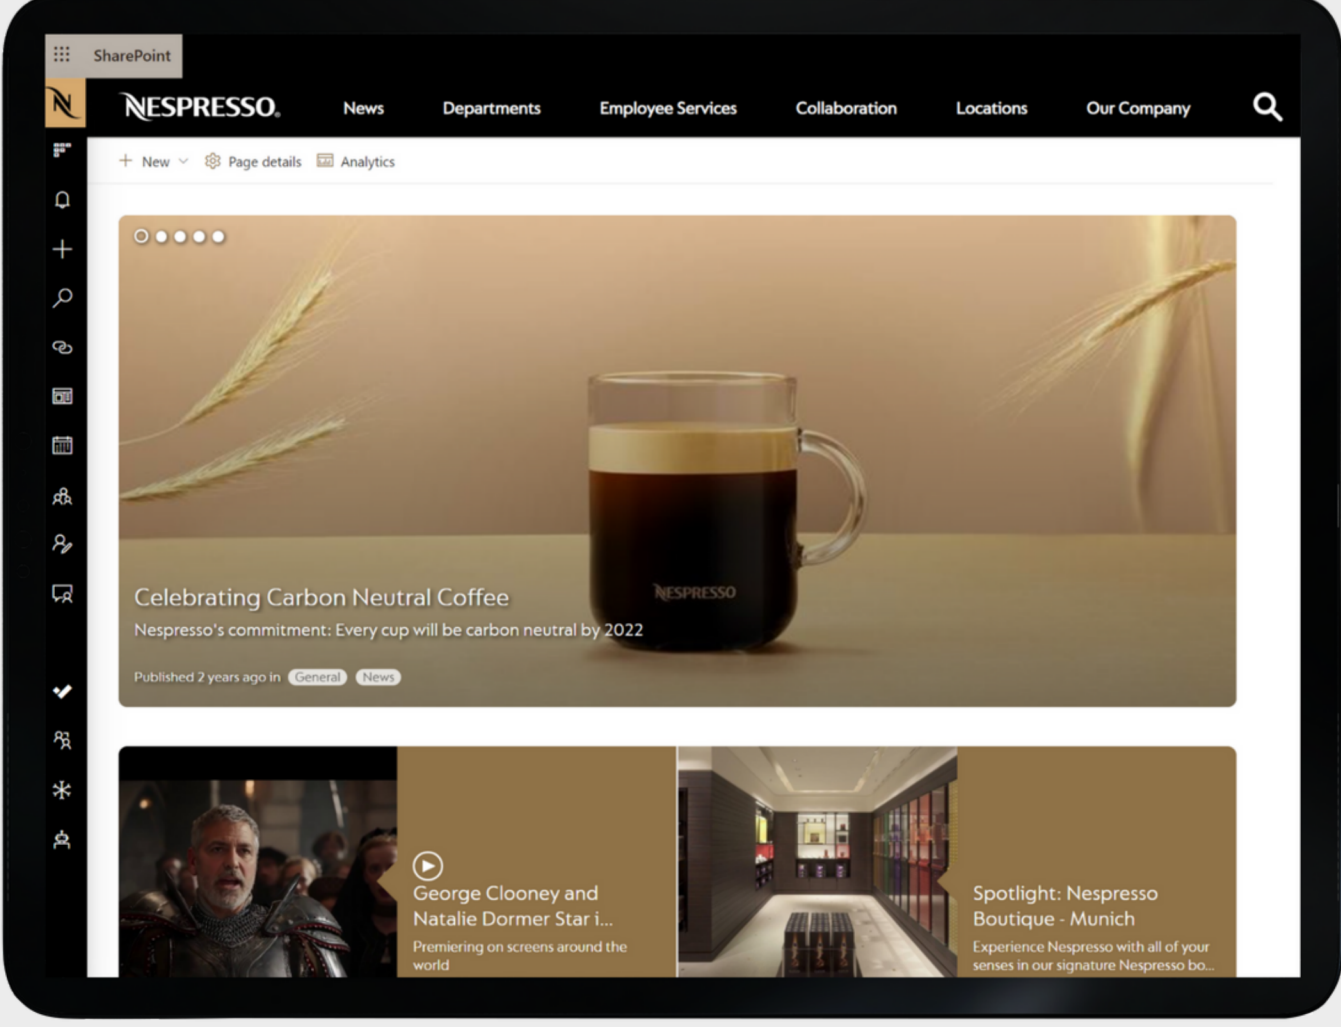 SharePoint
NESPRESSO. News Departments Employee Services Collaboration Locations Our Company
+ New Page details Analytics
NESPRESSO
Celebrating Carbon Neutral Coffee
Nespresso's commitment: Every cup will be carbon neutral by 2022
Published 2 years ago in General News
George Clooney and
Natalie Dormer Star i...
Premiering on screens around the
world
Spotlight: Nespresso
Boutique - Munich
Experience Nespresso with all of your
senses in our signature Nespresso bo...